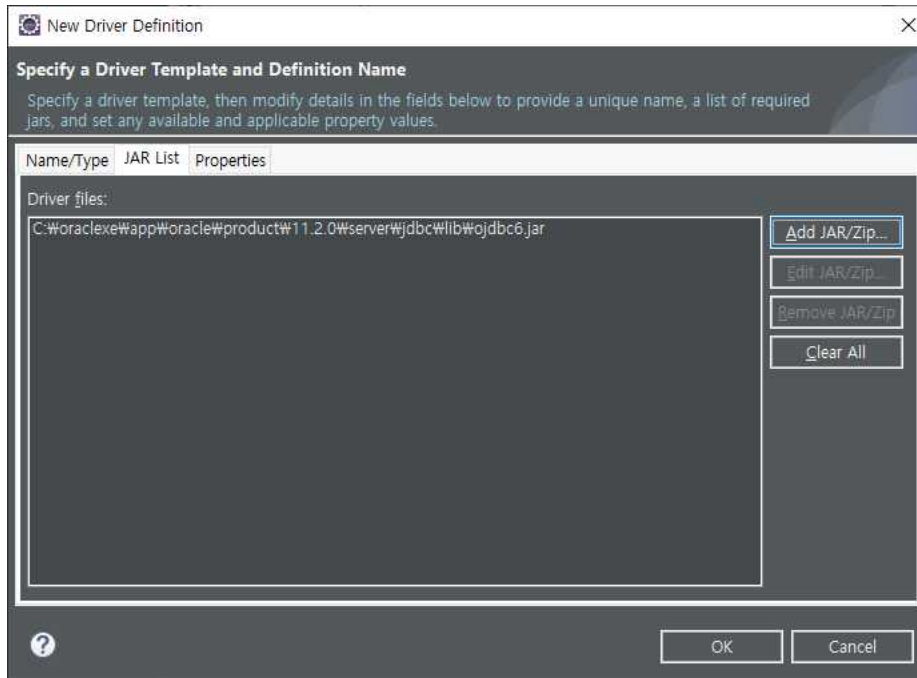 New Driver Definition
Specify a Driver Template and Definition Name
Specify a driver template, then modify details in the fields below to provide a unique name, a list of required
jars, and set any available and applicable property values.
Name/Type JAR List Properties
Driver files:
C:₩oraclexe₩app₩oracle₩product₩11.2.0₩server₩jdbc₩lib₩ojdbc6.jar
Add JAR/Zip...
Edit JAR/Zip...
Remove JAR/Zip
Clear All
?
OK Cancel